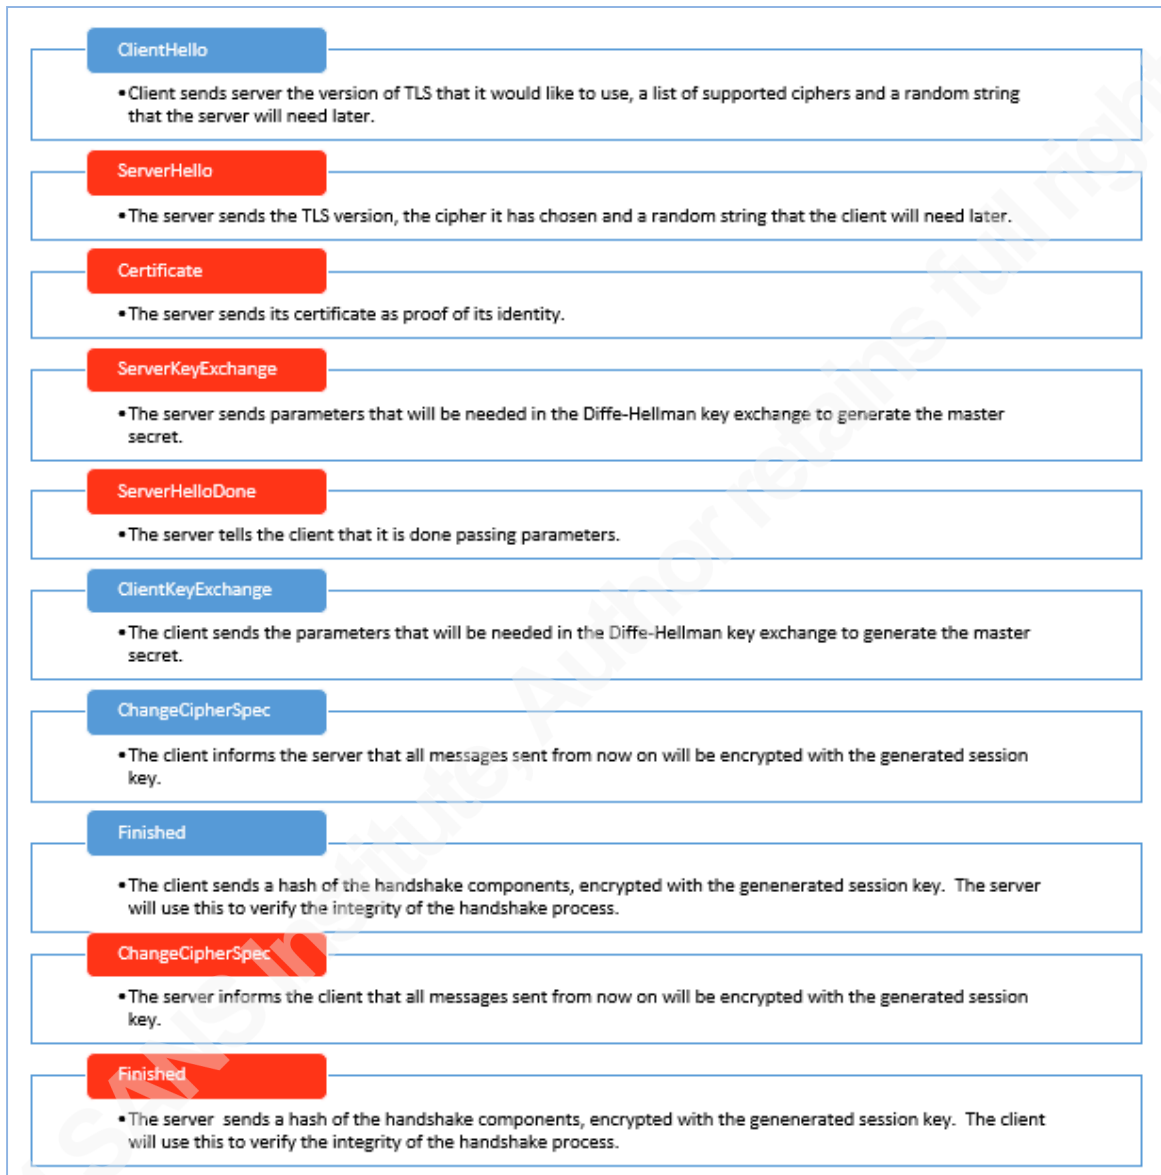 ClientHello
•Client sends server the version of TLS that it would like to use, a list of supported ciphers and a random string
that the server will need later.
ServerHello
•The server sends the TLS version, the cipher it has chosen and a random string that the client will need later.
Certificate
•The server sends its certificate as proof of its identity.
ServerKeyExchange
•The server sends parameters that will be needed in the Diffe-Hellman key exchange to generate the master
secret.
ServerHelloDone
•The server tells the client that it is done passing parameters.
ClientKeyExchange
•The client sends the parameters that will be needed in the Diffe-Hellman key exchange to generate the master
secret.
ChangeCipherSpec
•The client informs the server that all messages sent from now on will be encrypted with the generated session
key.
Finished
•The client sends a hash of the handshake components, encrypted with the genenerated session key.  The server
will use this to verify the integrity of the handshake process.
ChangeCipherSpec
•The server informs the client that all messages sent from now on will be encrypted with the generated session
key.
Finished
•The server  sends a hash of the handshake components, encrypted with the genenerated session key.  The client
will use this to verify the integrity of the handshake process.
SANS Institute, Author retains full right